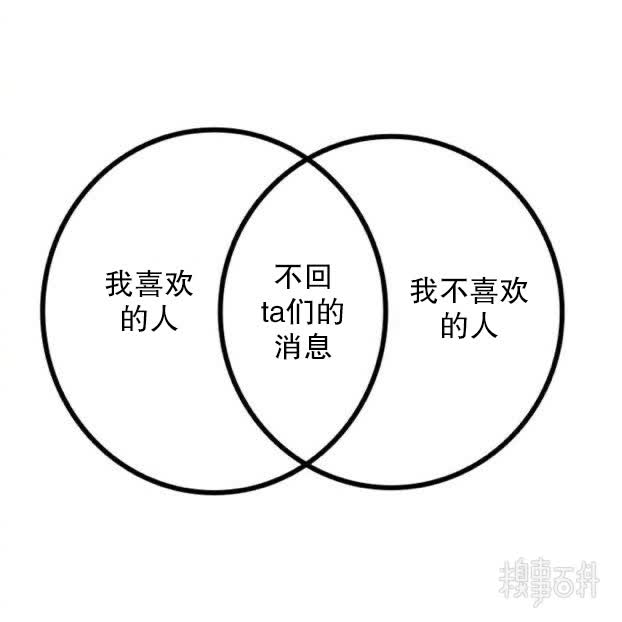 我喜欢
的人
不回
ta们的
消息
我不喜欢
的人
糗事百科